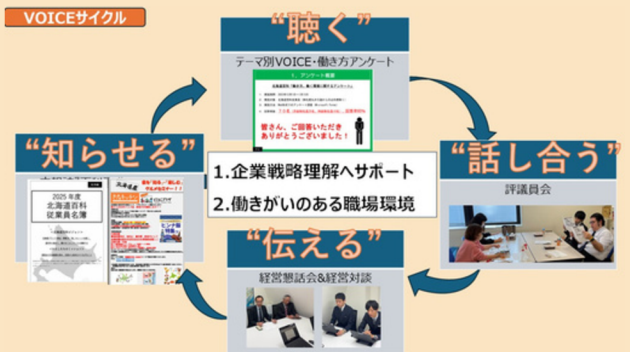 VOICEサイクル
“聴く”
テーマ別VOICE・働き方アンケート
1. アンケート概要
皆さん、ご回答いただき
ありがとうございました！
“知らせる”
2025 年度
北海道百科
従業員名簿
1.企業戦略理解へサポート
2.働きがいのある職場環境
“話し合う”
評議員会
“伝える”
経営懇話会&経営対談